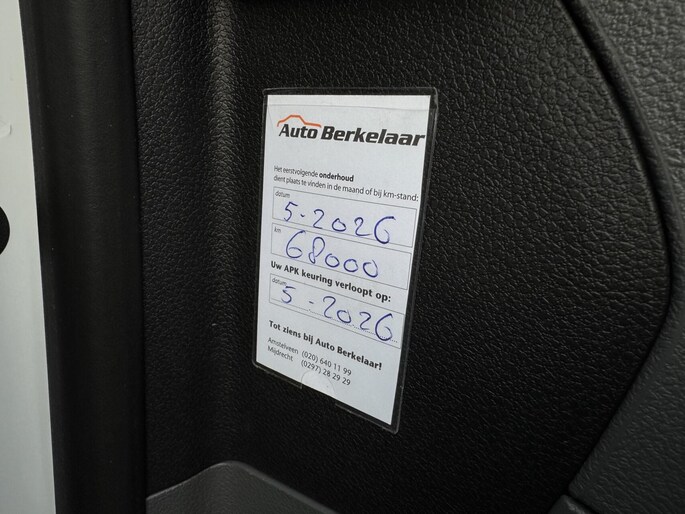 Auto Berkelaar
Het eerstvolgende onderhoud
dient plaats te vinden in de maand of bij km-stand:
datum
5-2026
km
68000
Uw APK keuring verloopt op:
datum
5-2026
Tot ziens bij Auto Berkelaar!
Amstelveen (020) 640 11 99
Mijdrecht (0297) 28 29 29